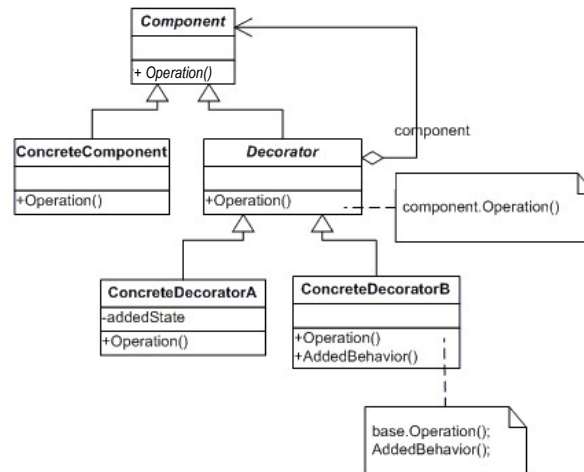 Component
+ Operation()
component
ConcreteComponent
+Operation()
Decorator
+Operation()
component.Operation()
ConcreteDecoratorA
-addedState
+Operation()
ConcreteDecoratorB
+Operation()
+AddedBehavior()
base.Operation();
AddedBehavior();